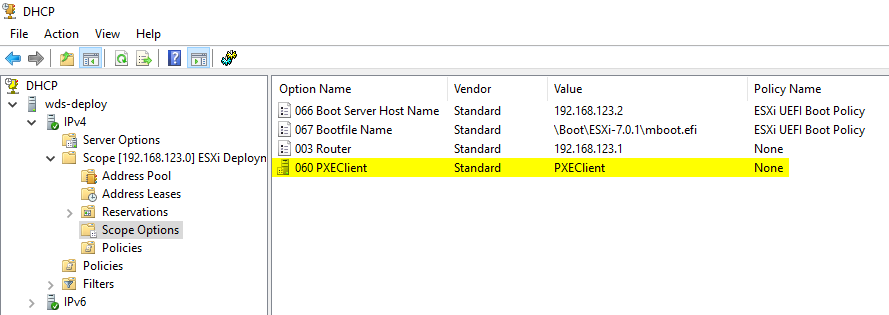 DHCP
File Action View Help
DHCP
wds-deploy
IPv4
Server Options
Scope [192.168.123.0] ESXi Deployn
Address Pool
Address Leases
Reservations
Scope Options
Policies
Policies
Filters
IPv6
Option Name Vendor Value Policy Name
066 Boot Server Host Name Standard 192.168.123.2 ESXi UEFI Boot Policy
067 Bootfile Name Standard \Boot\ESXi-7.0.1\mboot.efi ESXi UEFI Boot Policy
003 Router Standard 192.168.123.1 None
060 PXEClient Standard PXEClient None